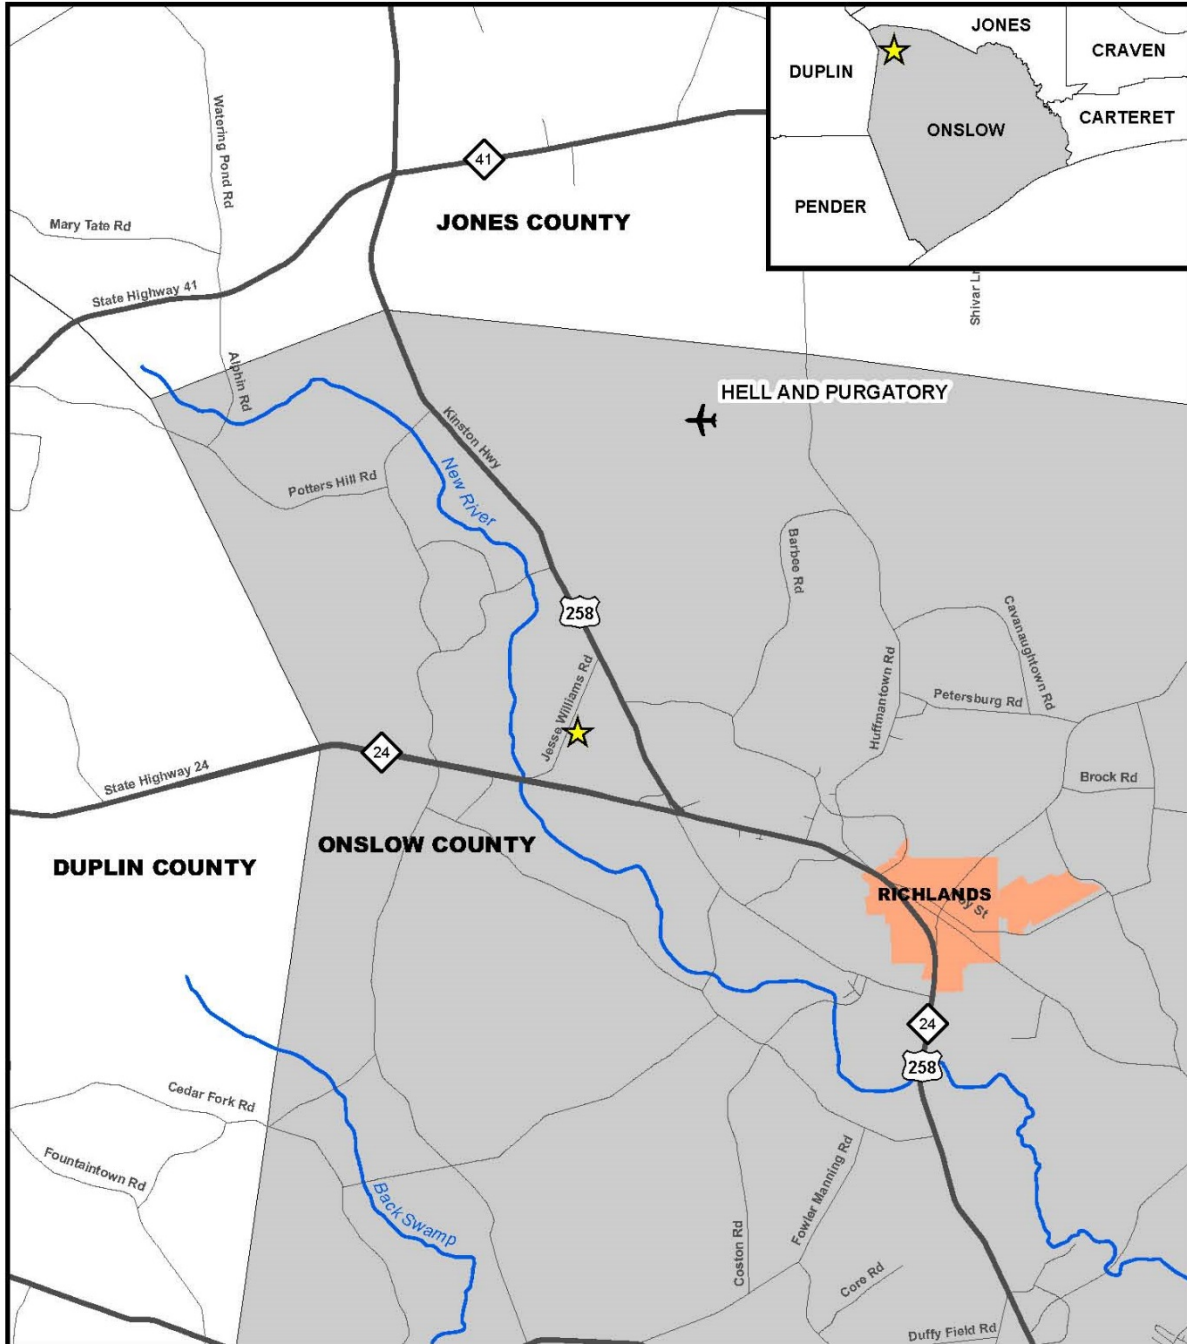 JONES
CRAVEN
DUPLIN
CARTERET
ONSLOW
PENDER
Watering Pond Rd
41
JONES COUNTY
Mary Tate Rd
State Highway 41
Shivar Ln
Alphin Rd
HELL AND PURGATORY
Kinston Hwy
New River
Potters Hill Rd
Barbee Rd
258
Cavanaughtown Rd
Jesse Williams Rd
Huffmantown Rd
Petersburg Rd
24
State Highway 24
Brock Rd
ONSLOW COUNTY
DUPLIN COUNTY
RICHLANDS
St
24
258
Cedar Fork Rd
Fountaintown Rd
Back Swamp
Coston Rd
Fowler Manning Rd
Core Rd
Duffy Field Rd